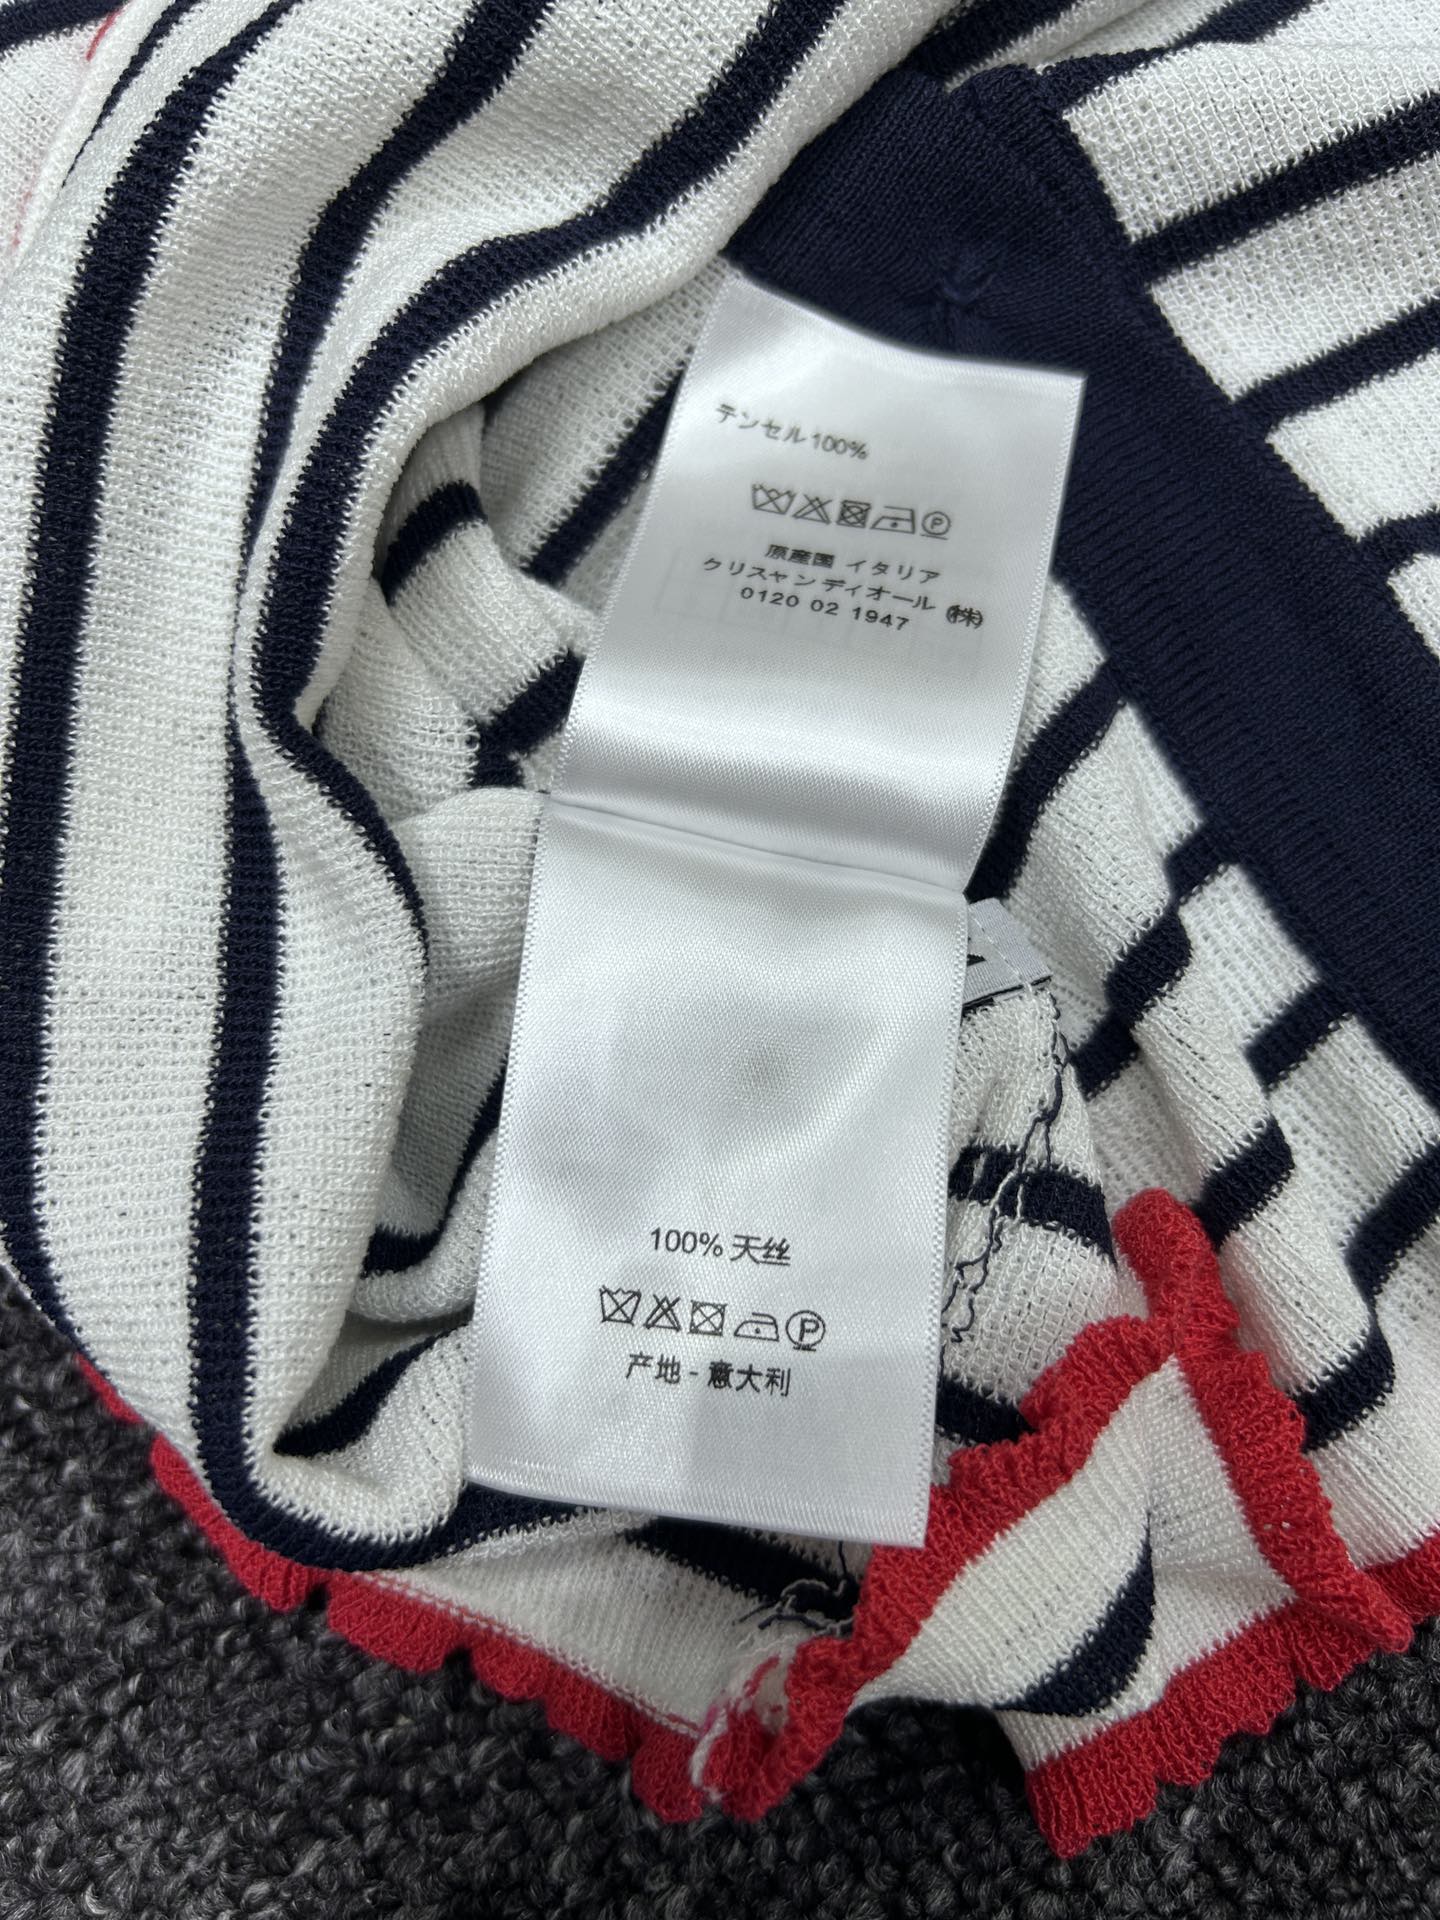 テンセル100%
原産国 イタリア
クリスャンディオール ㈱
0120 02 1947
100% 天丝
产地 - 意大利